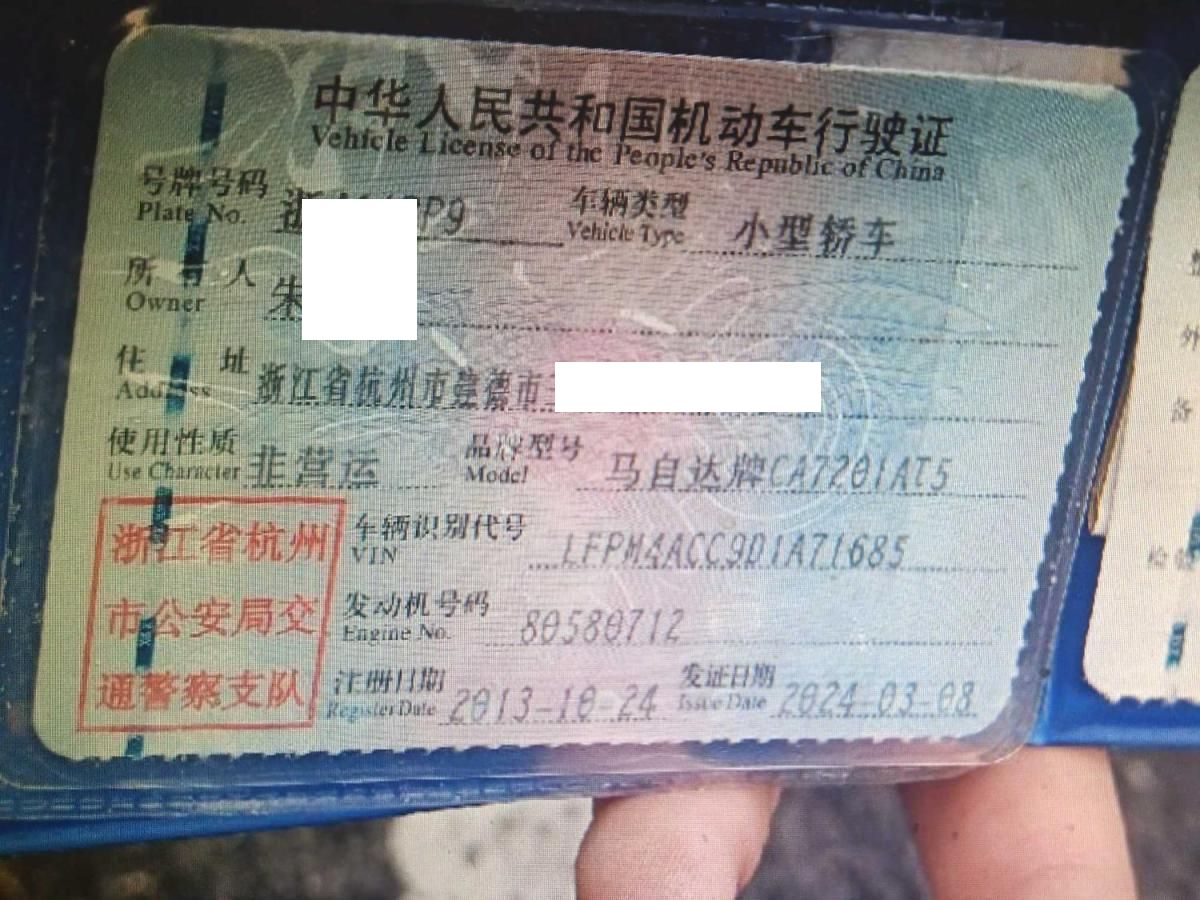 中华人民共和国机动车行驶证
Vehicle License of the People's Republic of China
号牌号码 浙 P9 车辆类型 小型轿车
Plate No. Vehicle Type
所有人 朱
Owner
住址 浙江省杭州市建德市
Address
使用性质 非营运 品牌型号 马自达牌CA7201AT5
Use Character Model
车辆识别代号 LFPM4ACC9D1A71685
VIN
发动机号码 80580712
Engine No.
注册日期 2013-10-24 发证日期 2024-03-08
Register Date Issue Date
浙江省杭州
市公安局交
通警察支队
外
备
检验